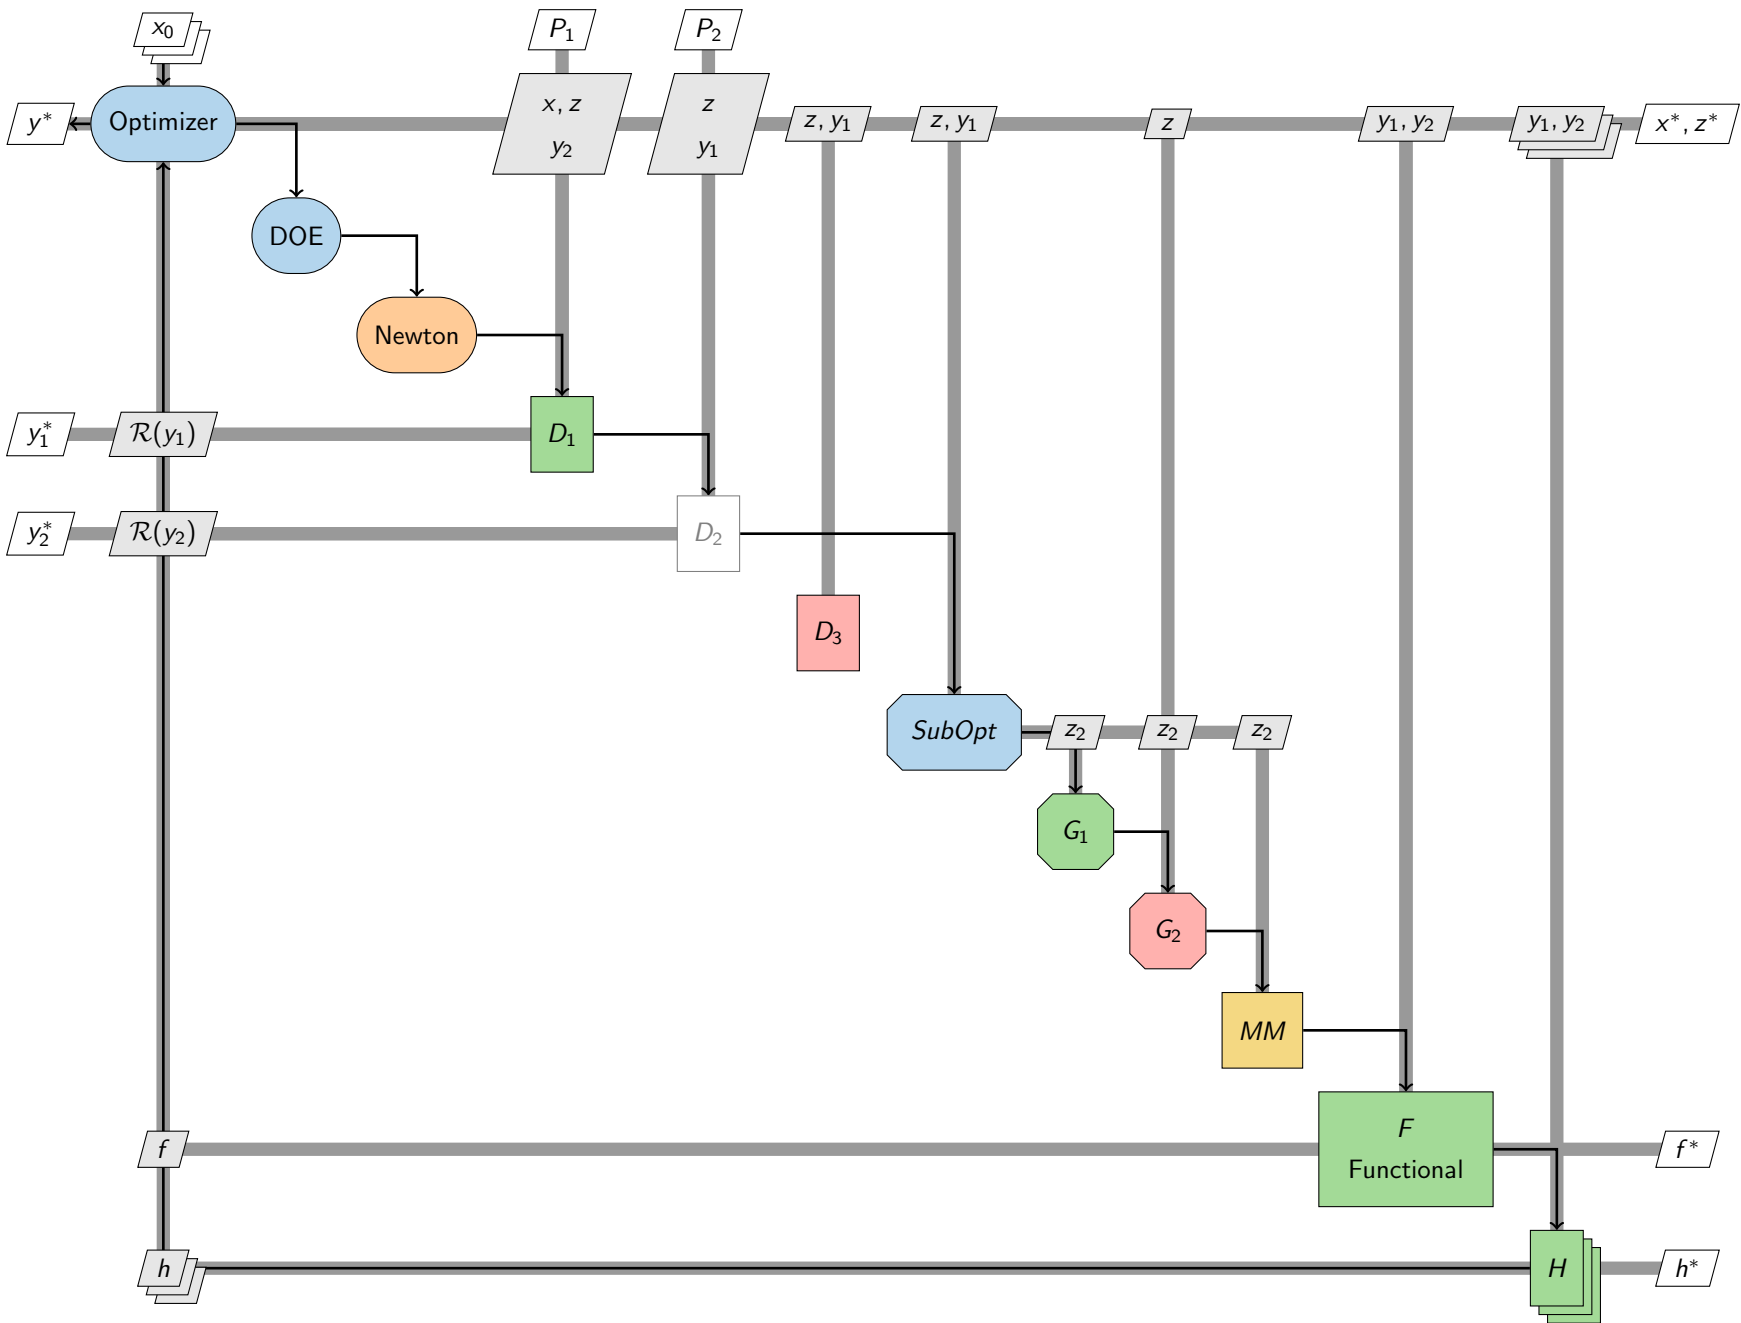 x₀
P₁
P₂
y*
Optimizer
x, z
y₂
z
y₁
z, y₁
z, y₁
z
y₁, y₂
y₁, y₂
x*, z*
DOE
Newton
y₁*
ℛ(y₁)
D₁
y₂*
ℛ(y₂)
D₂
D₃
SubOpt
z₂
z₂
z₂
G₁
G₂
MM
f
F
Functional
f*
h
H
h*